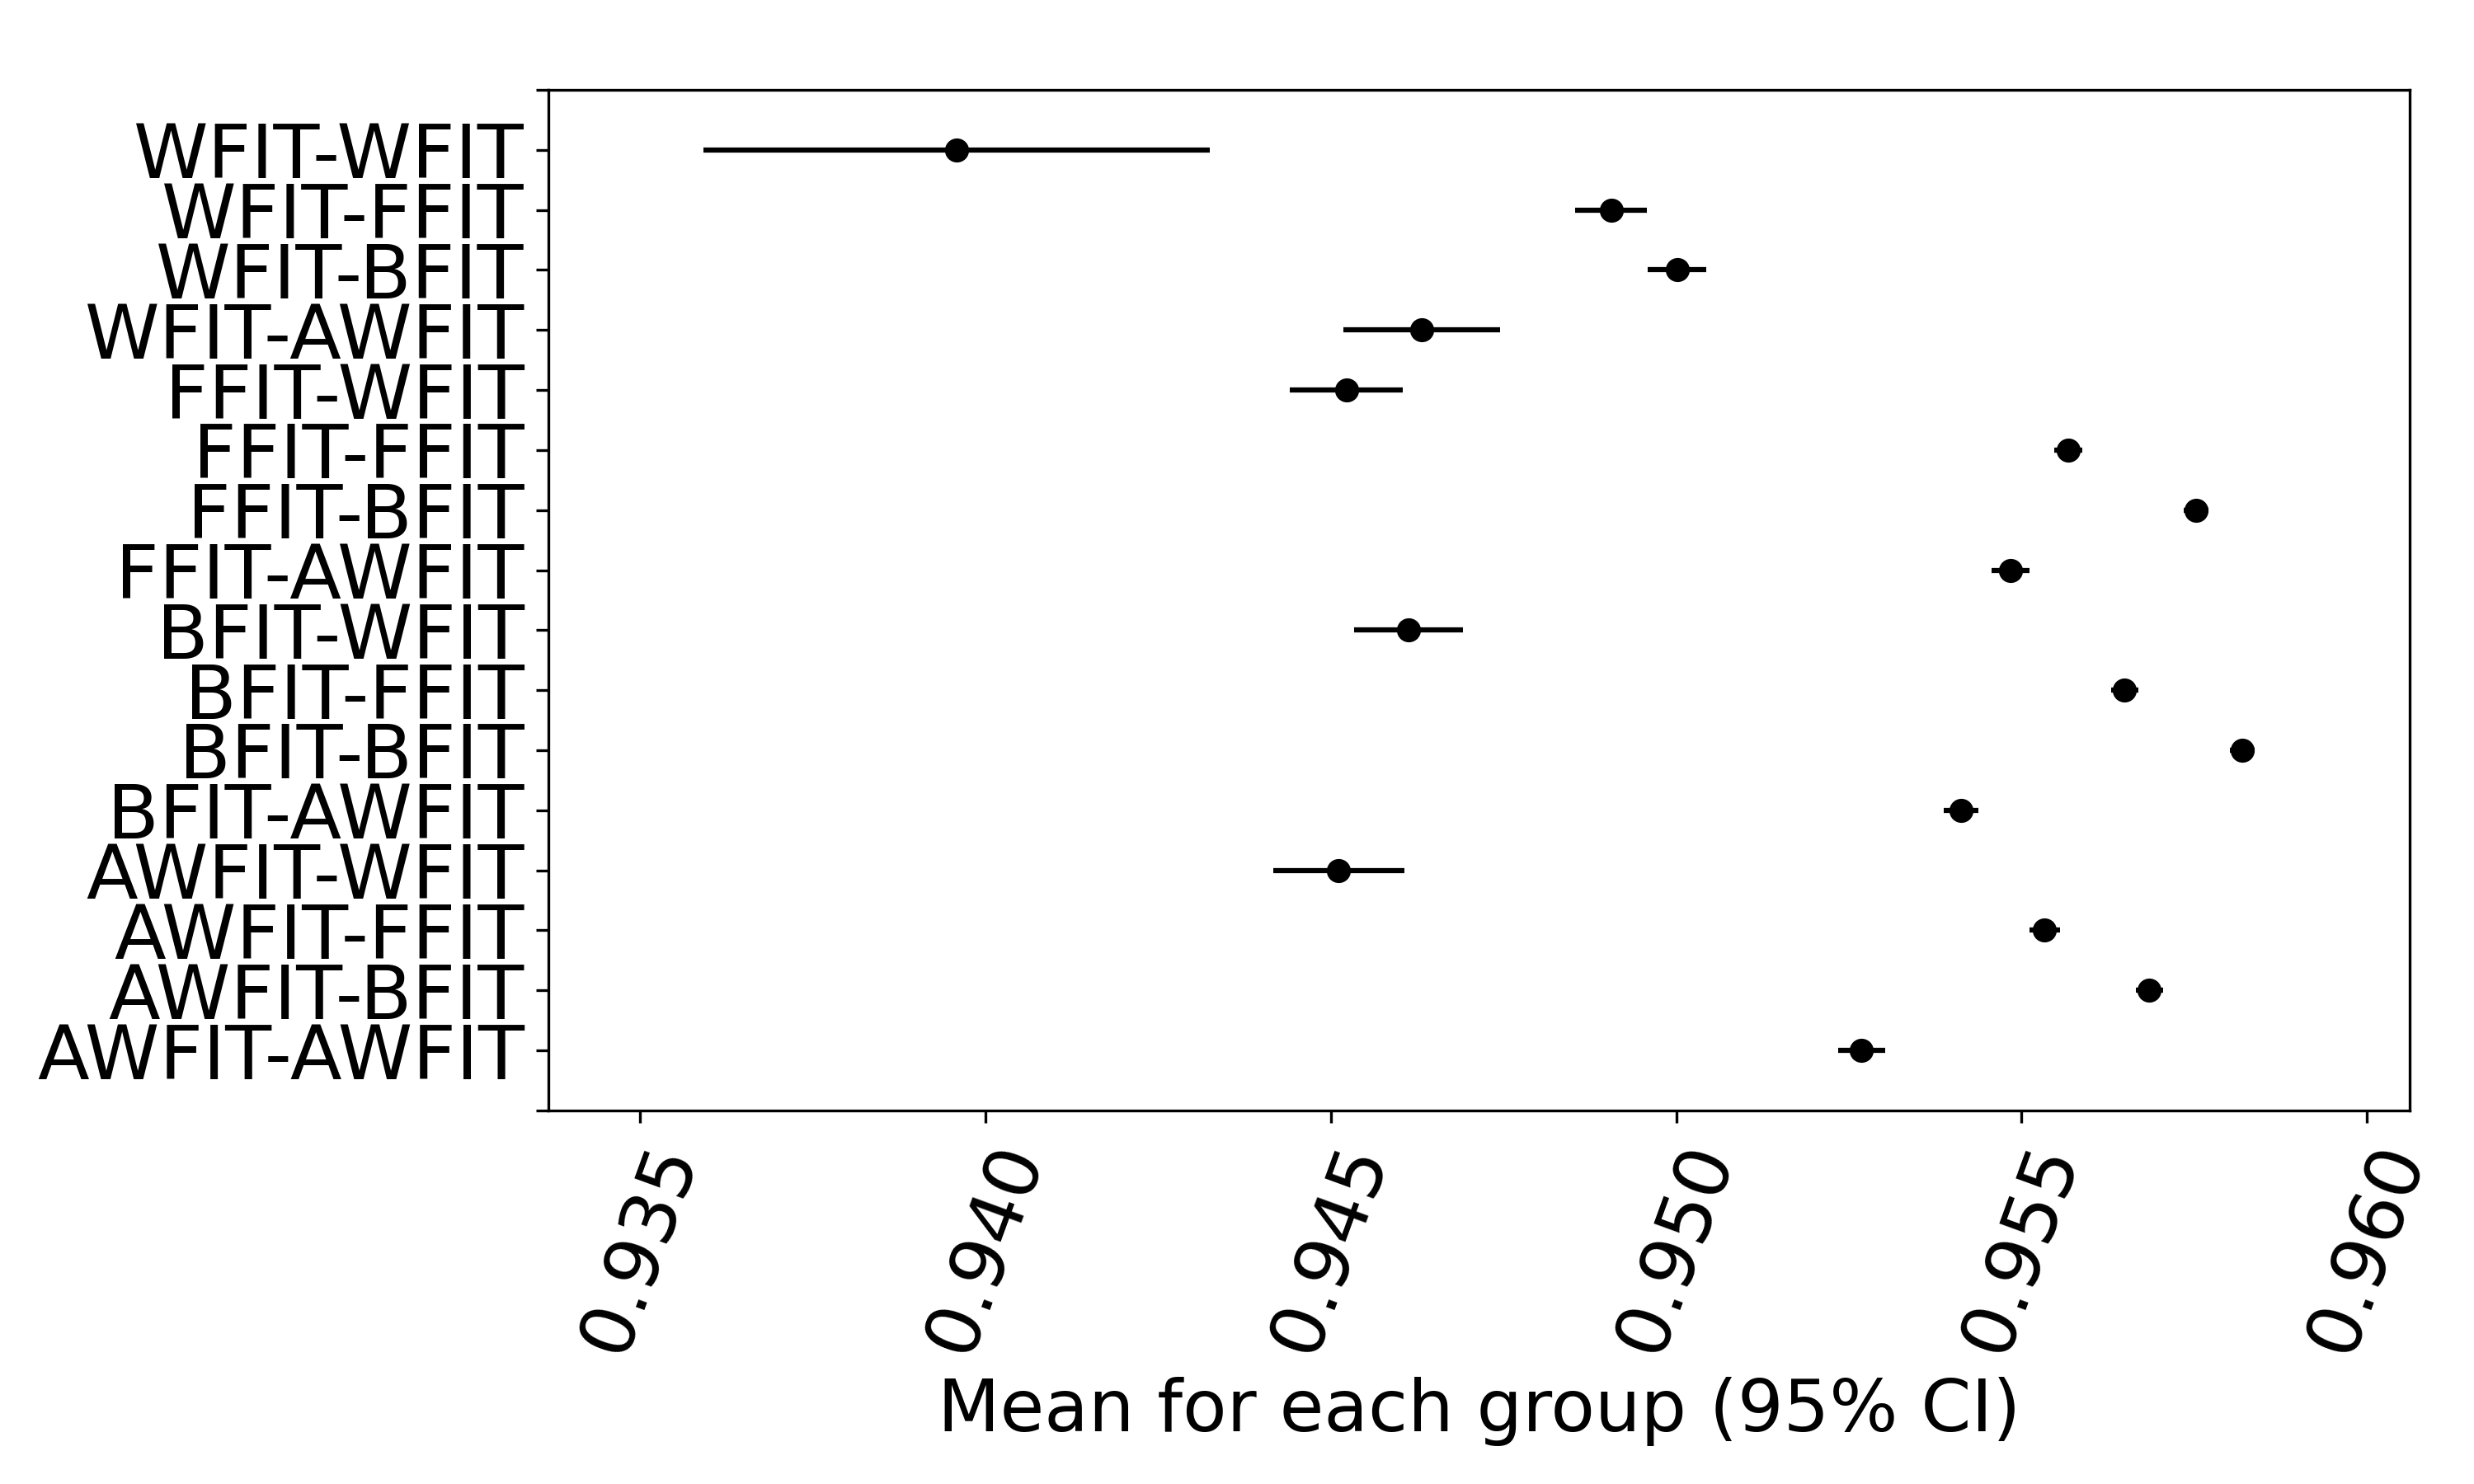 WFIT-WFIT
WFIT-FFIT
WFIT-BFIT
WFIT-AWFIT
FFIT-WFIT
FFIT-FFIT
FFIT-BFIT
FFIT-AWFIT
BFIT-WFIT
BFIT-FFIT
BFIT-BFIT
BFIT-AWFIT
AWFIT-WFIT
AWFIT-FFIT
AWFIT-BFIT
AWFIT-AWFIT
0.935 0.940 0.945 0.950 0.955 0.960
Mean for each group (95% CI)